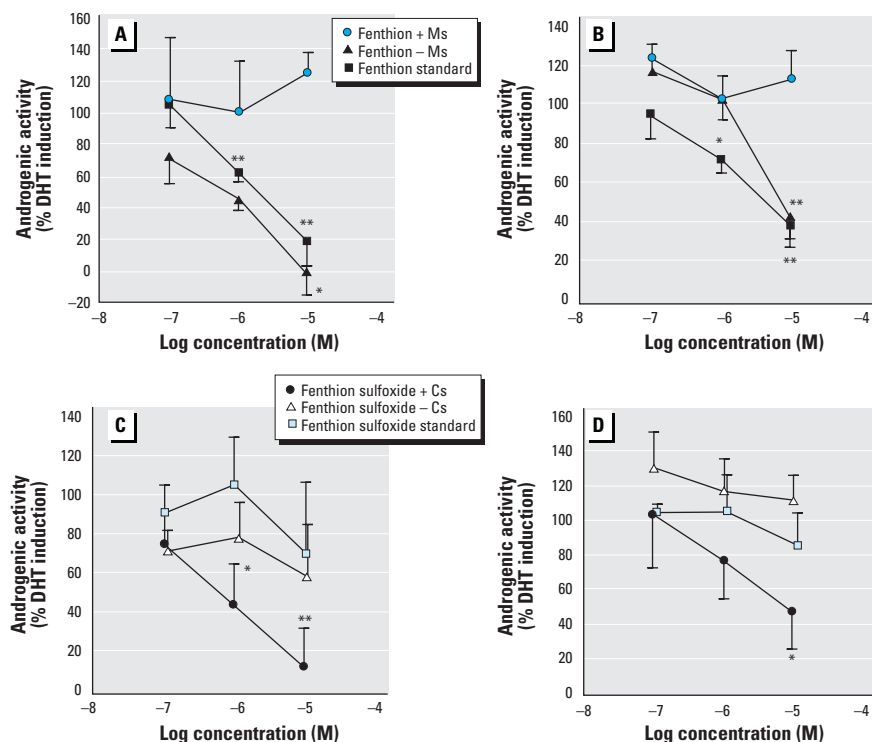 A
Fenthion + Ms
Fenthion – Ms
Fenthion standard
Androgenic activity
(% DHT induction)
160
140
120
100
80
60
40
20
0
–20
**
**
*
–8
–7
–6
–5
–4
Log concentration (M)
B
Androgenic activity
(% DHT induction)
160
140
120
100
80
60
40
20
0
*
**
**
–8
–7
–6
–5
–4
Log concentration (M)
C
Fenthion sulfoxide + Cs
Fenthion sulfoxide – Cs
Fenthion sulfoxide standard
Androgenic activity
(% DHT induction)
140
120
100
80
60
40
20
0
*
**
–8
–7
–6
–5
–4
Log concentration (M)
D
Androgenic activity
(% DHT induction)
160
140
120
100
80
60
40
20
0
*
–8
–7
–6
–5
–4
Log concentration (M)